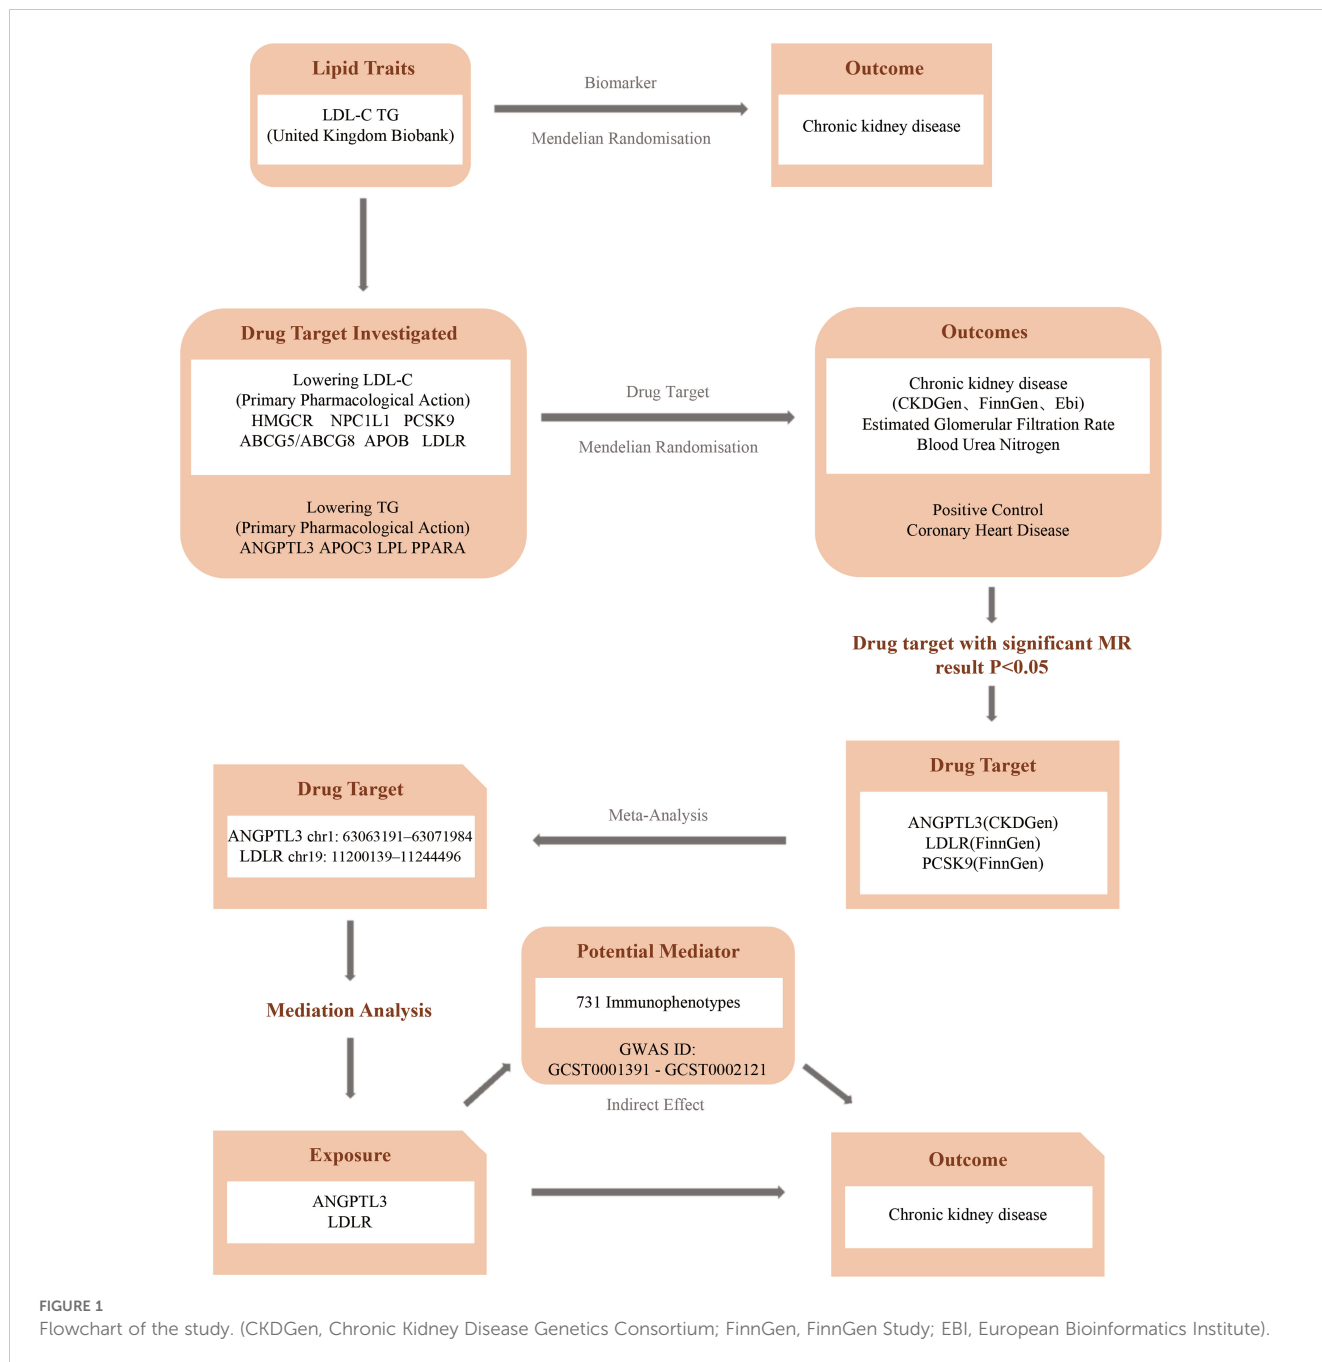 Lipid Traits
LDL-C TG
(United Kingdom Biobank)
Biomarker
Mendelian Randomisation
Outcome
Chronic kidney disease
Drug Target Investigated
Lowering LDL-C
(Primary Pharmacological Action)
HMGCR NPC1L1 PCSK9
ABCG5/ABCG8 APOB LDLR
Lowering TG
(Primary Pharmacological Action)
ANGPTL3 APOC3 LPL PPARA
Drug Target
Mendelian Randomisation
Outcomes
Chronic kidney disease
(CKDGen、FinnGen、Ebi)
Estimated Glomerular Filtration Rate
Blood Urea Nitrogen
Positive Control
Coronary Heart Disease
Drug target with significant MR
result P<0.05
Drug Target
ANGPTL3(CKDGen)
LDLR(FinnGen)
PCSK9(FinnGen)
Meta-Analysis
Drug Target
ANGPTL3 chr1: 63063191–63071984
LDLR chr19: 11200139–11244496
Mediation Analysis
Potential Mediator
731 Immunophenotypes
GWAS ID:
GCST0001391 - GCST0002121
Indirect Effect
Exposure
ANGPTL3
LDLR
Outcome
Chronic kidney disease
FIGURE 1
Flowchart of the study. (CKDGen, Chronic Kidney Disease Genetics Consortium; FinnGen, FinnGen Study; EBI, European Bioinformatics Institute).